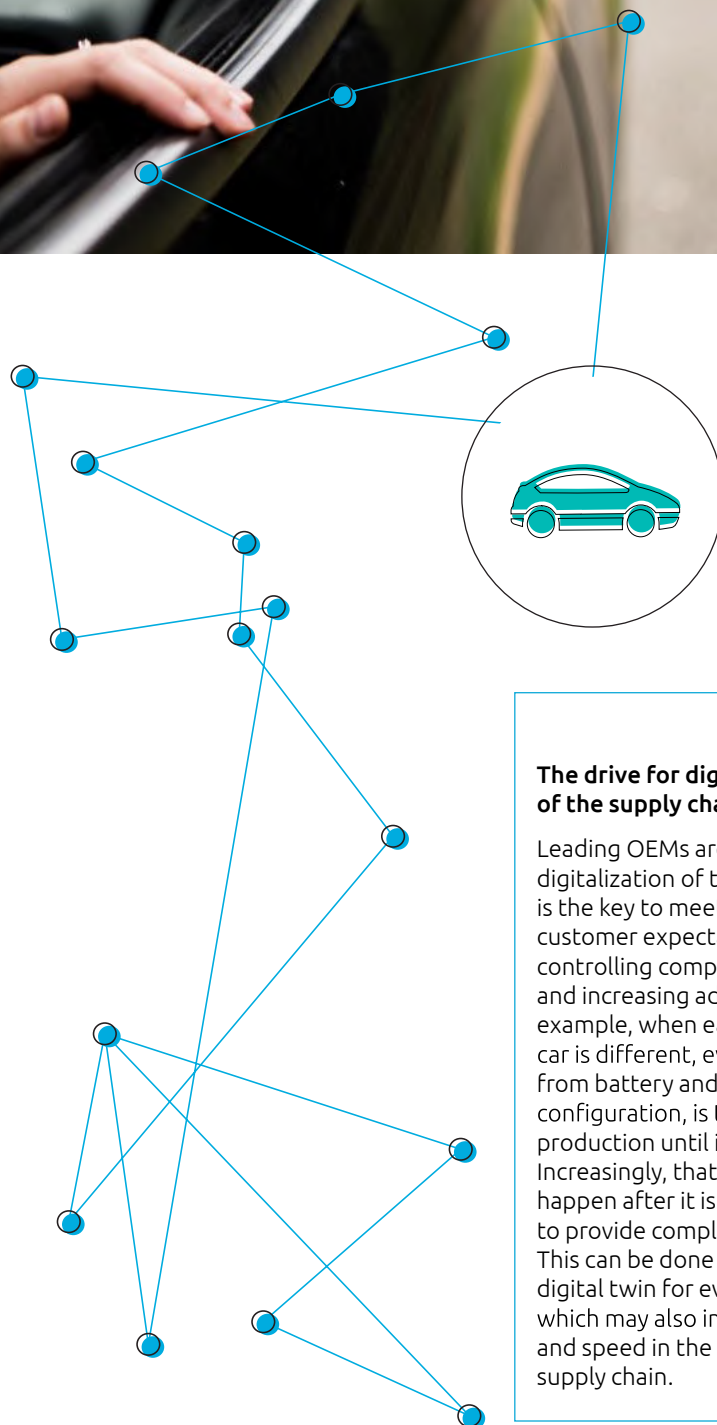 The drive for dig
of the supply cha
Leading OEMs ar
digitalization of t
is the key to mee
customer expect
controlling comp
and increasing ac
example, when ea
car is different, ev
from battery and
configuration, is t
production until i
Increasingly, that
happen after it is
to provide compl
This can be done
digital twin for ev
which may also in
and speed in the
supply chain.